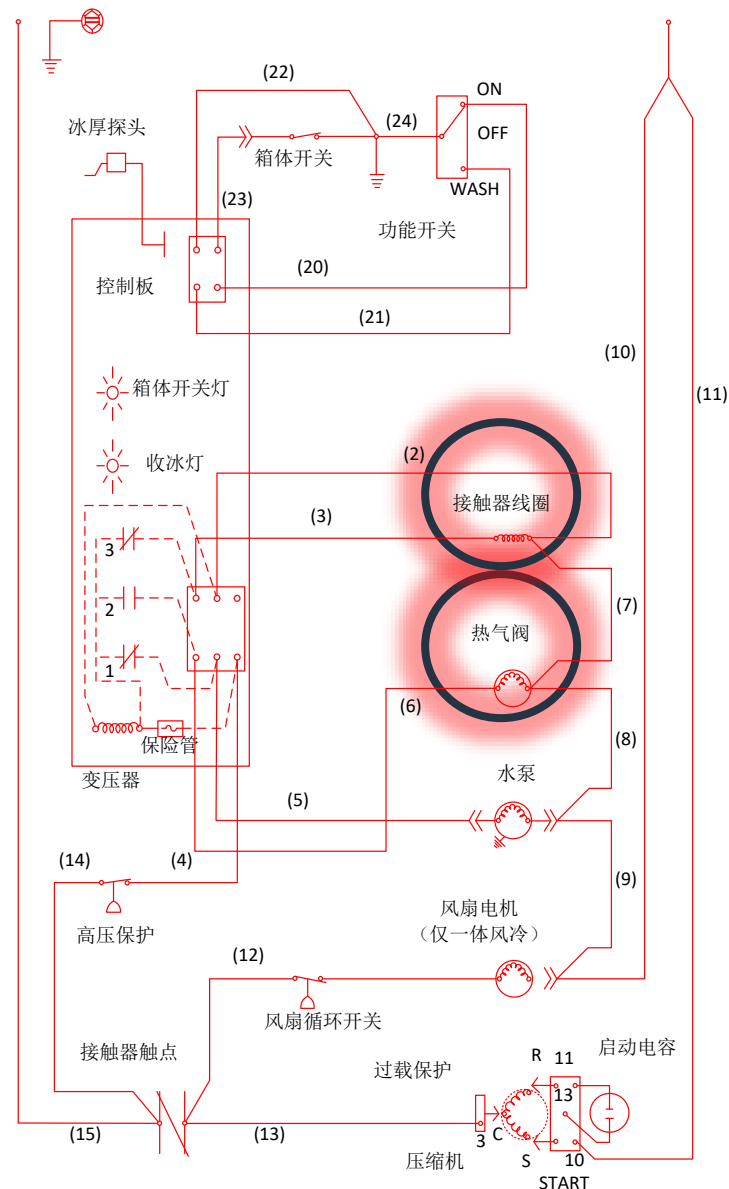 (22)
ON
冰厚探头
(24)
OFF
箱体开关
WASH
(23)
功能开关
(20)
控制板
(21)
(10)
(11)
箱体开关灯
(2)
收冰灯
接触器线圈
(3)
3
2
(7)
热气阀
1
(6)
保险管
(8)
水泵
变压器
(5)
(14)
(4)
(9)
高压保护
风扇电机
（仅一体风冷）
(12)
风扇循环开关
接触器触点
过载保护
启动电容
R
11
13
(15)
(13)
3
C
压缩机
S
10
START